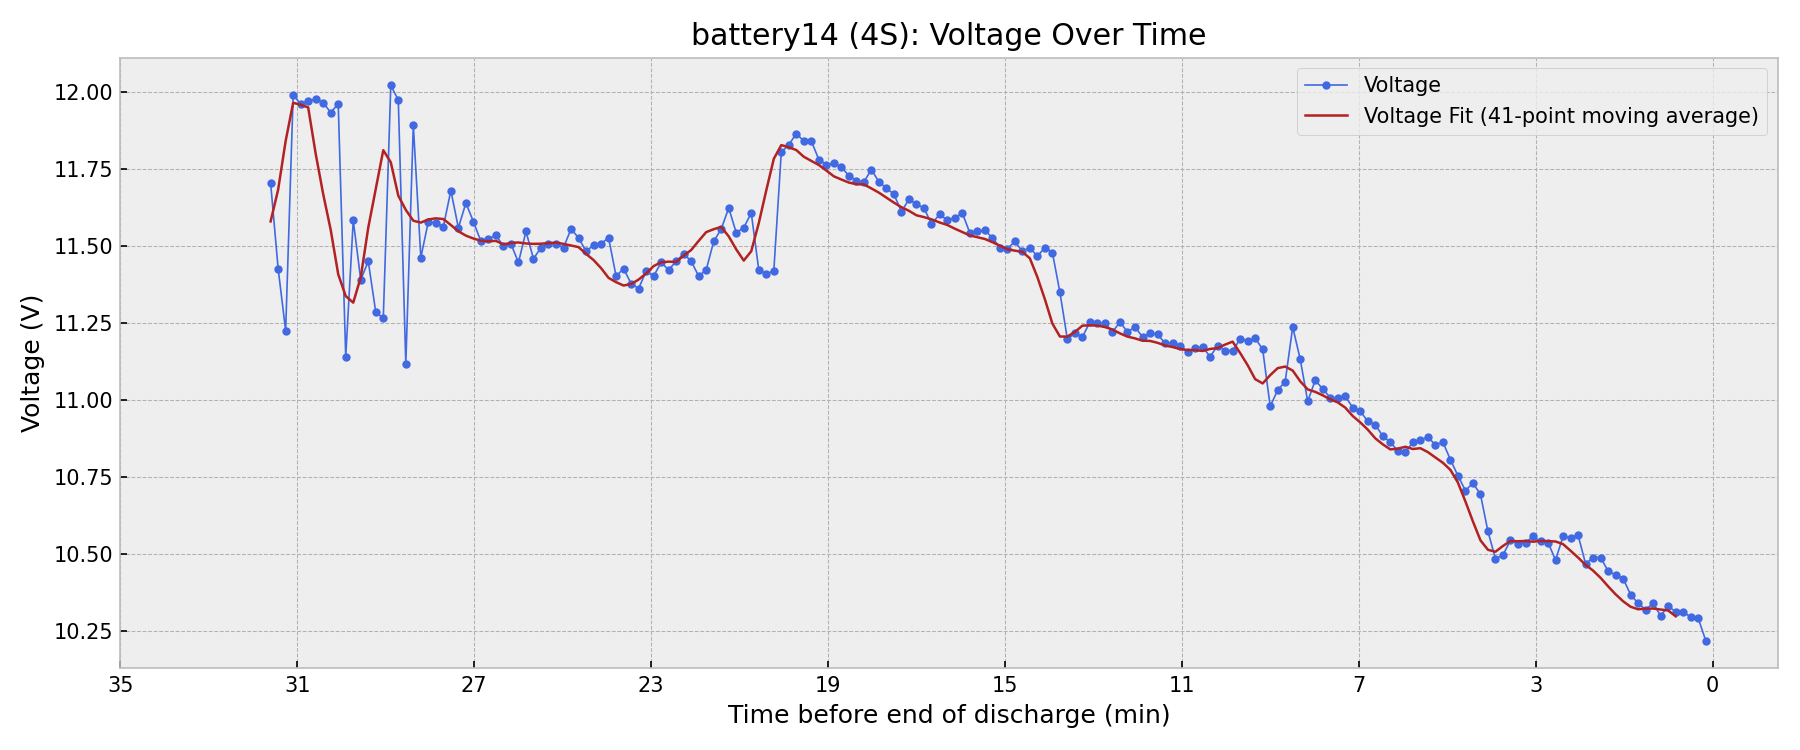 battery14 (4S): Voltage Over Time
Voltage
Voltage Fit (41-point moving average)
Voltage (V)
12.00
11.75
11.50
11.25
11.00
10.75
10.50
10.25
35 31 27 23 19 15 11 7 3 0
Time before end of discharge (min)